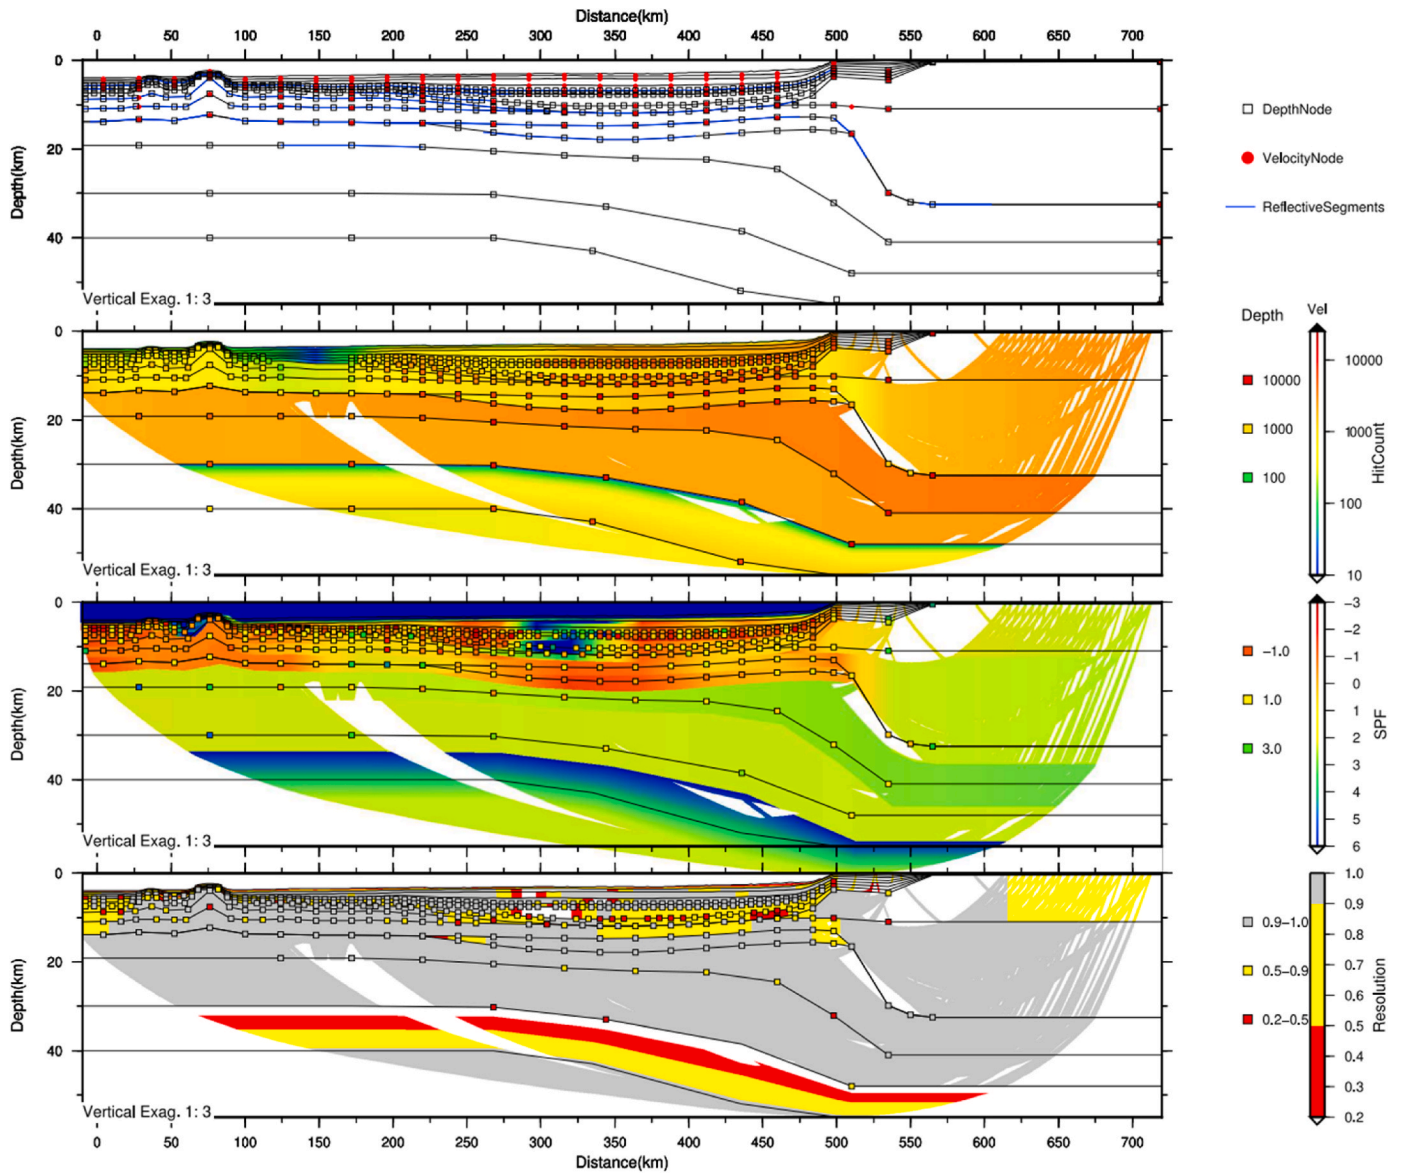 Distance(km)
0 50 100 150 200 250 300 350 400 450 500 550 600 650 700
0
20
40
Depth(km)
Vertical Exag. 1: 3
DepthNode
VelocityNode
ReflectiveSegments
0
20
40
Depth(km)
Vertical Exag. 1: 3
Depth
10000
1000
100
Vel
10000
1000
100
10
HitCount
0
20
40
Depth(km)
Vertical Exag. 1: 3
-1.0
1.0
3.0
-3
-2
-1
0
1
2
3
4
5
6
SPF
0
20
40
Depth(km)
Vertical Exag. 1: 3
0.9-1.0
0.5-0.9
0.2-0.5
1.0
0.9
0.8
0.7
0.6
0.5
0.4
0.3
0.2
Resolution
0 50 100 150 200 250 300 350 400 450 500 550 600 650 700
Distance(km)